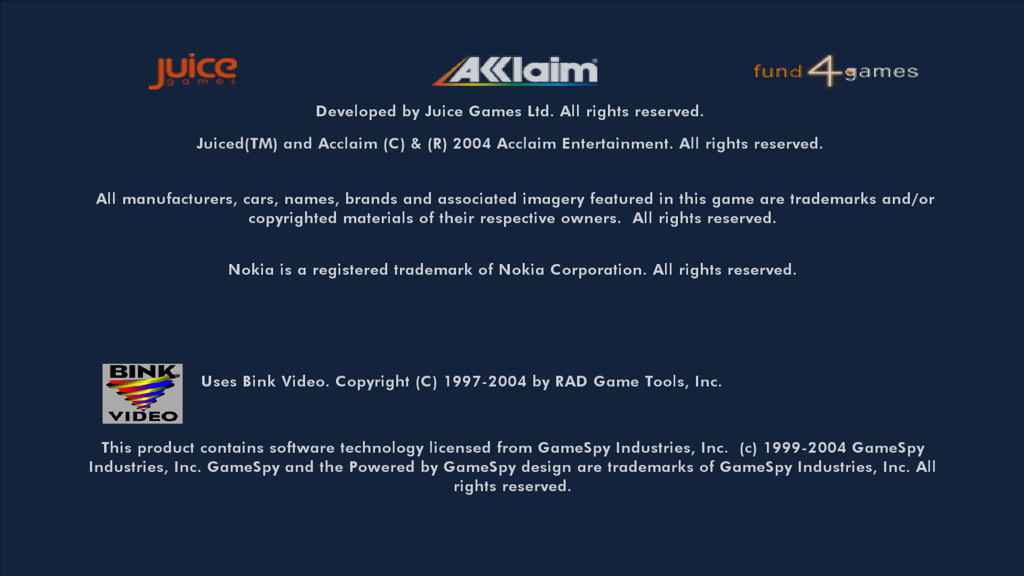 juice games
AKKlaim
fund4games
Developed by Juice Games Ltd. All rights reserved.
Juiced(TM) and Acclaim (C) & (R) 2004 Acclaim Entertainment. All rights reserved.
All manufacturers, cars, names, brands and associated imagery featured in this game are trademarks and/or
copyrighted materials of their respective owners.  All rights reserved.
Nokia is a registered trademark of Nokia Corporation. All rights reserved.
BINK
VIDEO
Uses Bink Video. Copyright (C) 1997-2004 by RAD Game Tools, Inc.
This product contains software technology licensed from GameSpy Industries, Inc.  (c) 1999-2004 GameSpy
Industries, Inc. GameSpy and the Powered by GameSpy design are trademarks of GameSpy Industries, Inc. All
rights reserved.